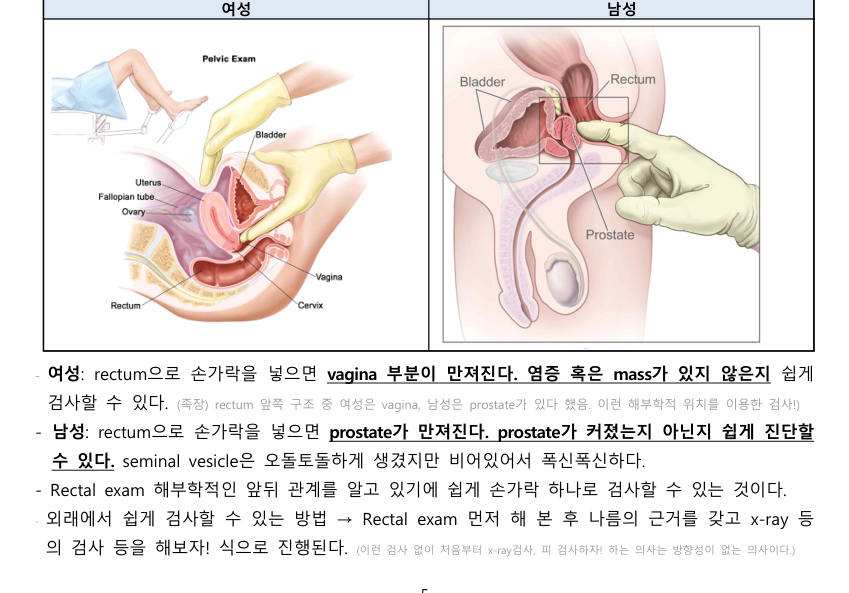 여성
남성
Pelvic Exam
Bladder
Uterus
Fallopian tube
Ovary
Vagina
Rectum
Cervix
Bladder
Rectum
Prostate
- 여성: rectum으로 손가락을 넣으면 vagina 부분이 만져진다. 염증 혹은 mass가 있지 않은지 쉽게
검사할 수 있다. (족장) rectum 앞쪽 구조 중 여성은 vagina, 남성은 prostate가 있다 했음. 이런 해부학적 위치를 이용한 검사!)
- 남성: rectum으로 손가락을 넣으면 prostate가 만져진다. prostate가 커졌는지 아닌지 쉽게 진단할
수 있다. seminal vesicle은 오돌토돌하게 생겼지만 비어있어서 폭신폭신하다.
- Rectal exam 해부학적인 앞뒤 관계를 알고 있기에 쉽게 손가락 하나로 검사할 수 있는 것이다.
- 외래에서 쉽게 검사할 수 있는 방법 → Rectal exam 먼저 해 본 후 나름의 근거를 갖고 x-ray 등
의 검사 등을 해보자! 식으로 진행된다. (이런 검사 없이 처음부터 x-ray검사, 피 검사하자! 하는 의사는 방향성이 없는 의사이다.)